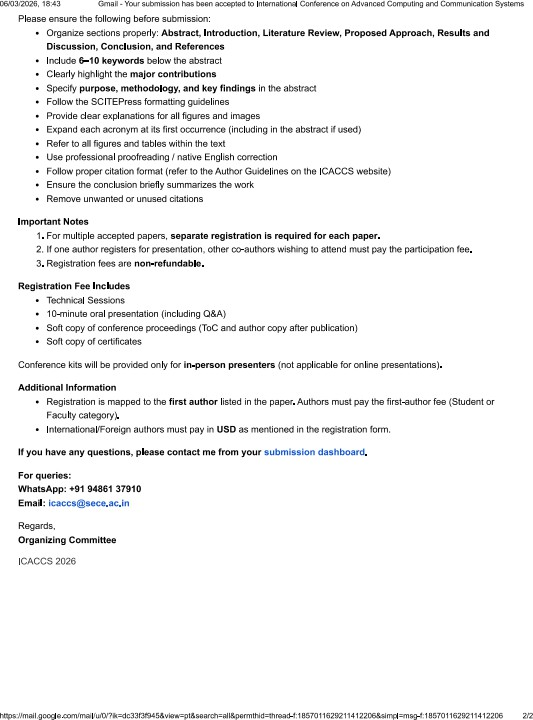 06/03/2026, 18:43 Gmail - Your submission has been accepted to International Conference on Advanced Computing and Communication Systems
Please ensure the following before submission:
• Organize sections properly: Abstract, Introduction, Literature Review, Proposed Approach, Results and
Discussion, Conclusion, and References
• Include 6–10 keywords below the abstract
• Clearly highlight the major contributions
• Specify purpose, methodology, and key findings in the abstract
• Follow the SCITEPress formatting guidelines
• Provide clear explanations for all figures and images
• Expand each acronym at its first occurrence (including in the abstract if used)
• Refer to all figures and tables within the text
• Use professional proofreading / native English correction
• Follow proper citation format (refer to the Author Guidelines on the ICACCS website)
• Ensure the conclusion briefly summarizes the work
• Remove unwanted or unused citations
Important Notes
1. For multiple accepted papers, separate registration is required for each paper.
2. If one author registers for presentation, other co-authors wishing to attend must pay the participation fee.
3. Registration fees are non-refundable.
Registration Fee Includes
• Technical Sessions
• 10-minute oral presentation (including Q&A)
• Soft copy of conference proceedings (ToC and author copy after publication)
• Soft copy of certificates
Conference kits will be provided only for in-person presenters (not applicable for online presentations).
Additional Information
• Registration is mapped to the first author listed in the paper. Authors must pay the first-author fee (Student or
Faculty category).
• International/Foreign authors must pay in USD as mentioned in the registration form.
If you have any questions, please contact me from your submission dashboard.
For queries:
WhatsApp: +91 94861 37910
Email: icaccs@sece.ac.in
Regards,
Organizing Committee
ICACCS 2026
https://mail.google.com/mail/u/0/?ik=dc33f3f945&view=pt&search=all&permthid=thread-f:1857011629211412206&simpl=msg-f:1857011629211412206 2/2